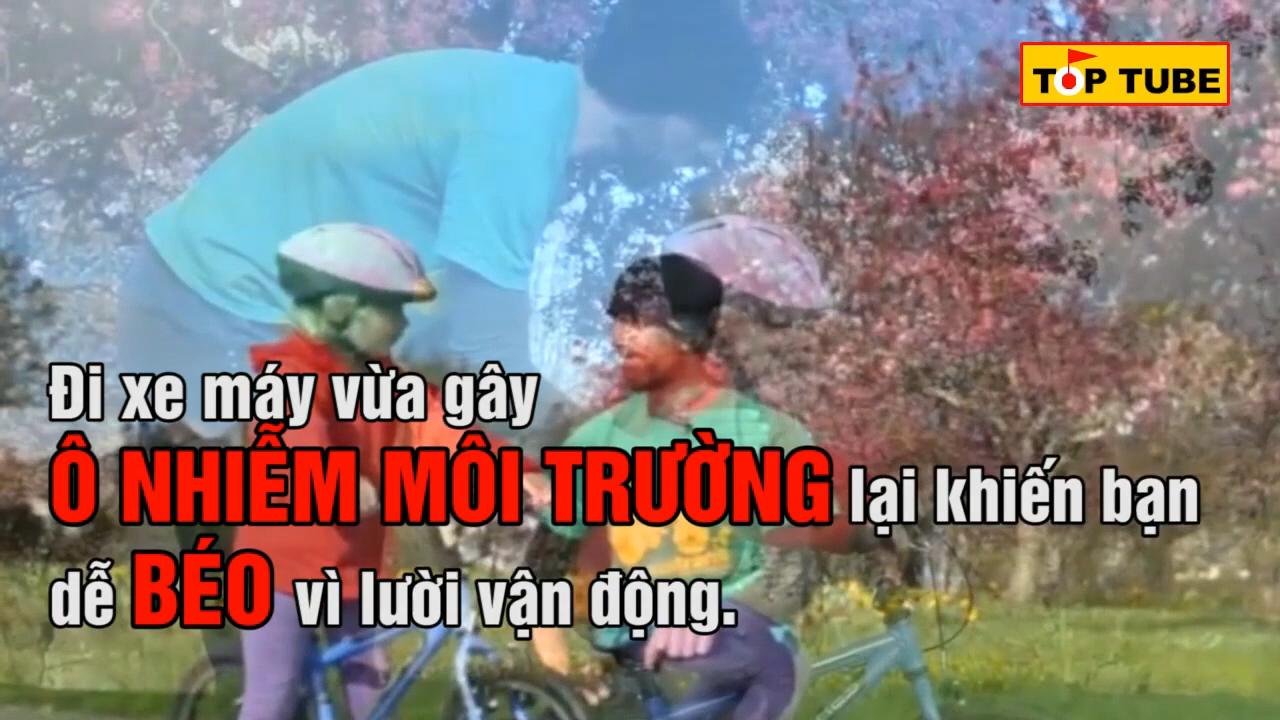 TOP TUBE
Đi xe máy vừa gây
Ô NHIỄM MÔI TRƯỜNG lại khiến bạn
dễ BÉO vì lười vận động.